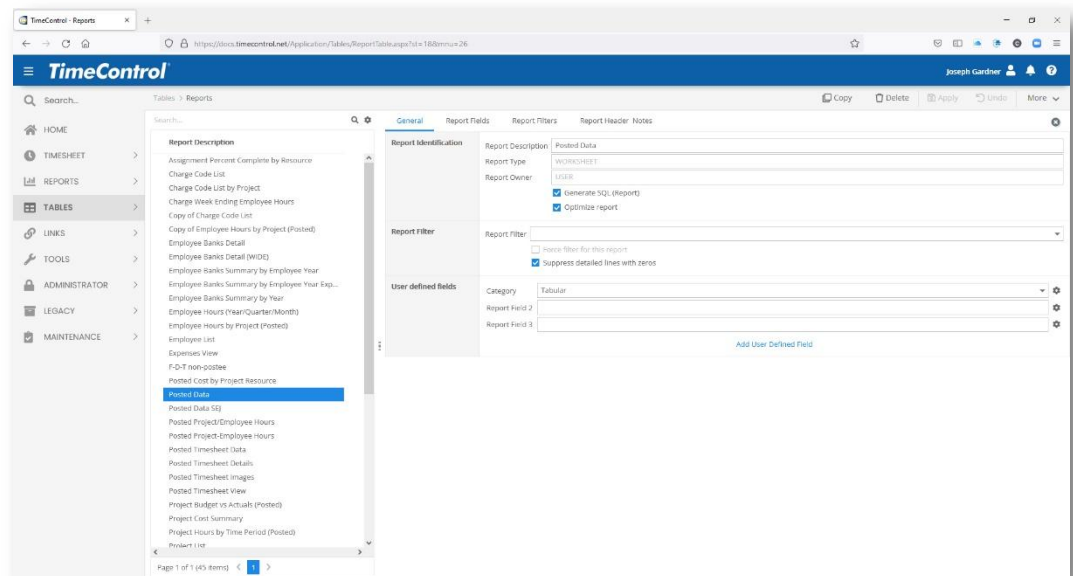 TimeControl - Reports
https://docs.timecontrol.net/Application/Tables/ReportTable.aspx?st=18&mnu=26
TimeControl
Joseph Gardner
Search...
Tables > Reports
Copy
Delete
Apply
Undo
More
HOME
TIMESHEET
REPORTS
TABLES
LINKS
TOOLS
ADMINISTRATOR
LEGACY
MAINTENANCE
Search...
Report Description
Assignment Percent Complete by Resource
Charge Code List
Charge Code List by Project
Charge Week Ending Employee Hours
Copy of Charge Code List
Copy of Employee Hours by Project (Posted)
Employee Banks Detail
Employee Banks Detail (WIDE)
Employee Banks Summary by Employee Year
Employee Banks Summary by Employee Year Exp...
Employee Banks Summary by Year
Employee Hours (Year/Quarter/Month)
Employee Hours by Project (Posted)
Employee List
Expenses View
F-D-T non-postee
Posted Cost by Project Resource
Posted Data
Posted Data SEJ
Posted Project/Employee Hours
Posted Project-Employee Hours
Posted Timesheet Data
Posted Timesheet Details
Posted Timesheet Images
Posted Timesheet View
Project Budget vs Actuals (Posted)
Project Cost Summary
Project Hours by Time Period (Posted)
Project List
Page 1 of 1 (45 items) < 1 >
General
Report Fields
Report Filters
Report Header Notes
Report Identification
Report Description Posted Data
Report Type WORKSHEET
Report Owner USER
Generate SQL (Report)
Optimize report
Report Filter
Report Filter
Force filter for this report
Suppress detailed lines with zeros
User defined fields
Category Tabular
Report Field 2
Report Field 3
Add User Defined Field